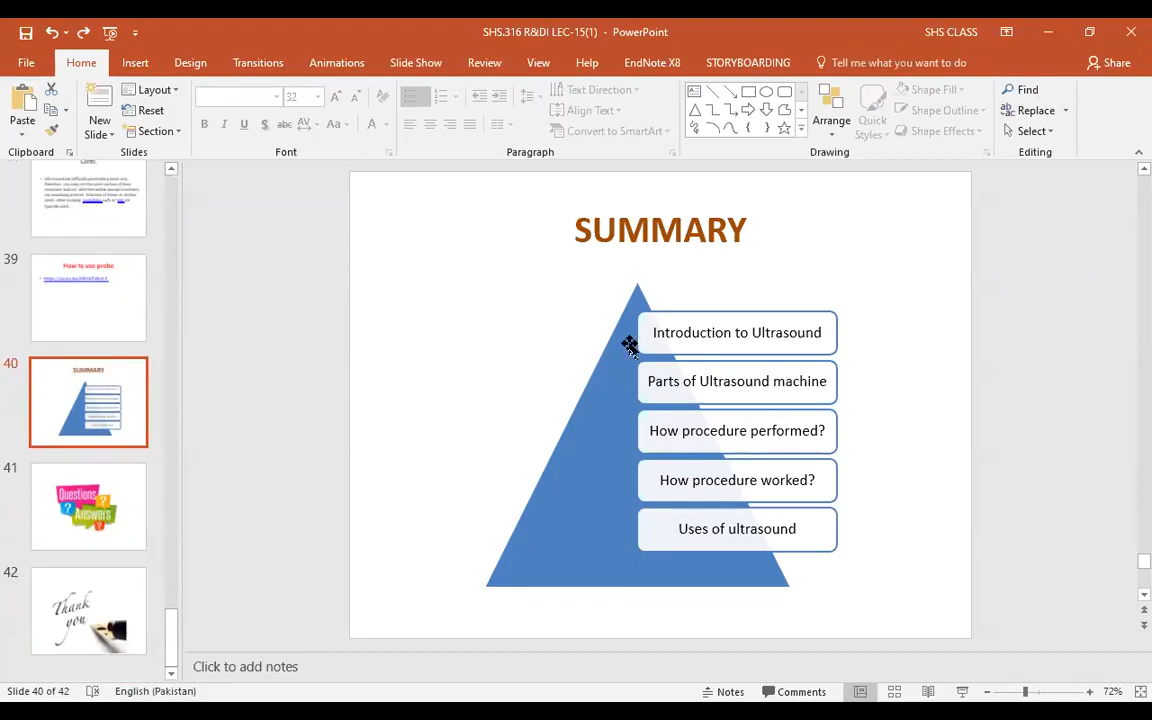 SHS.316 R&DI LEC-15(1) - PowerPoint
SHS CLASS
File Home Insert Design Transitions Animations Slide Show Review View Help EndNote X8 STORYBOARDING Tell me what you want to do Share
Paste
Clipboard
New Slide
Layout
Reset
Section
Slides
32
B I U S abc AV Aa A
Font
Text Direction
Align Text
Convert to SmartArt
Paragraph
Arrange
Quick Styles
Shape Fill
Shape Outline
Shape Effects
Drawing
Find
Replace
Select
Editing
39
How to use probe
40
SUMMARY
41
Questions
Answers
42
Thank
you
SUMMARY
Introduction to Ultrasound
Parts of Ultrasound machine
How procedure performed?
How procedure worked?
Uses of ultrasound
Click to add notes
Slide 40 of 42 English (Pakistan) Notes Comments 72%